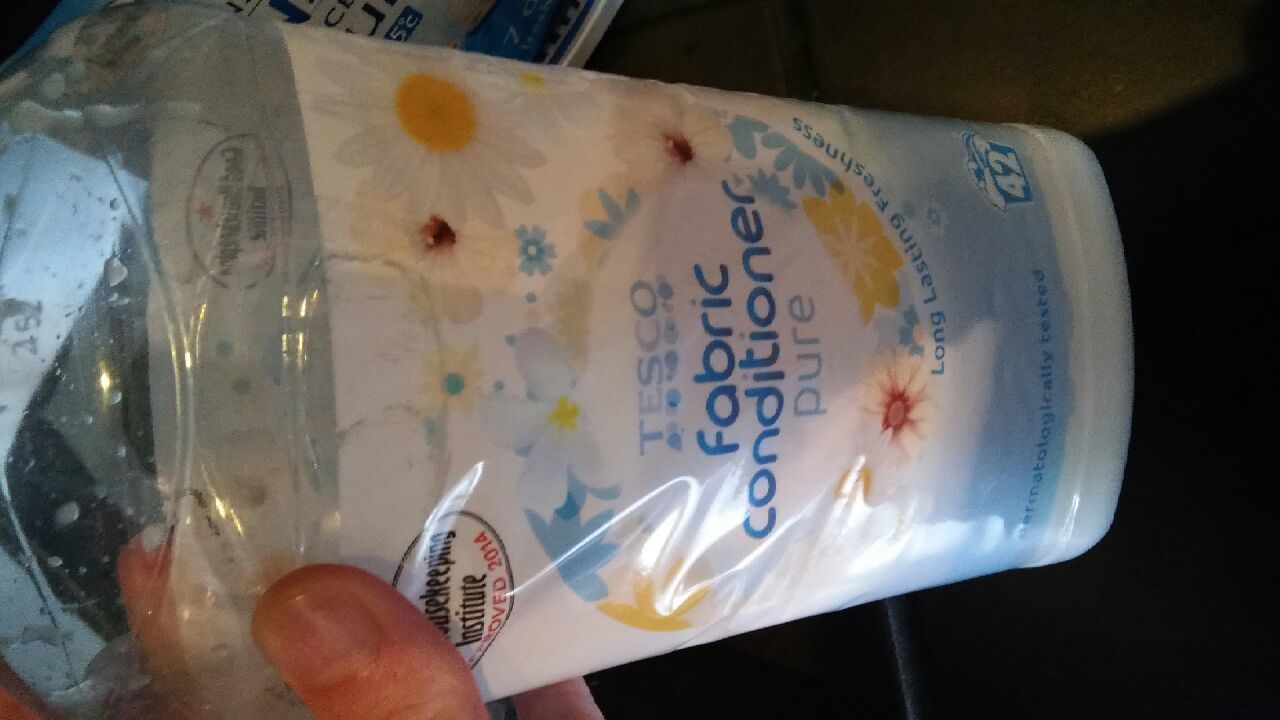 TESCO
fabric
conditioner
pure
Long Lasting Freshness
42
Dermatologically tested
Housekeeping
Institute
APPROVED 2014